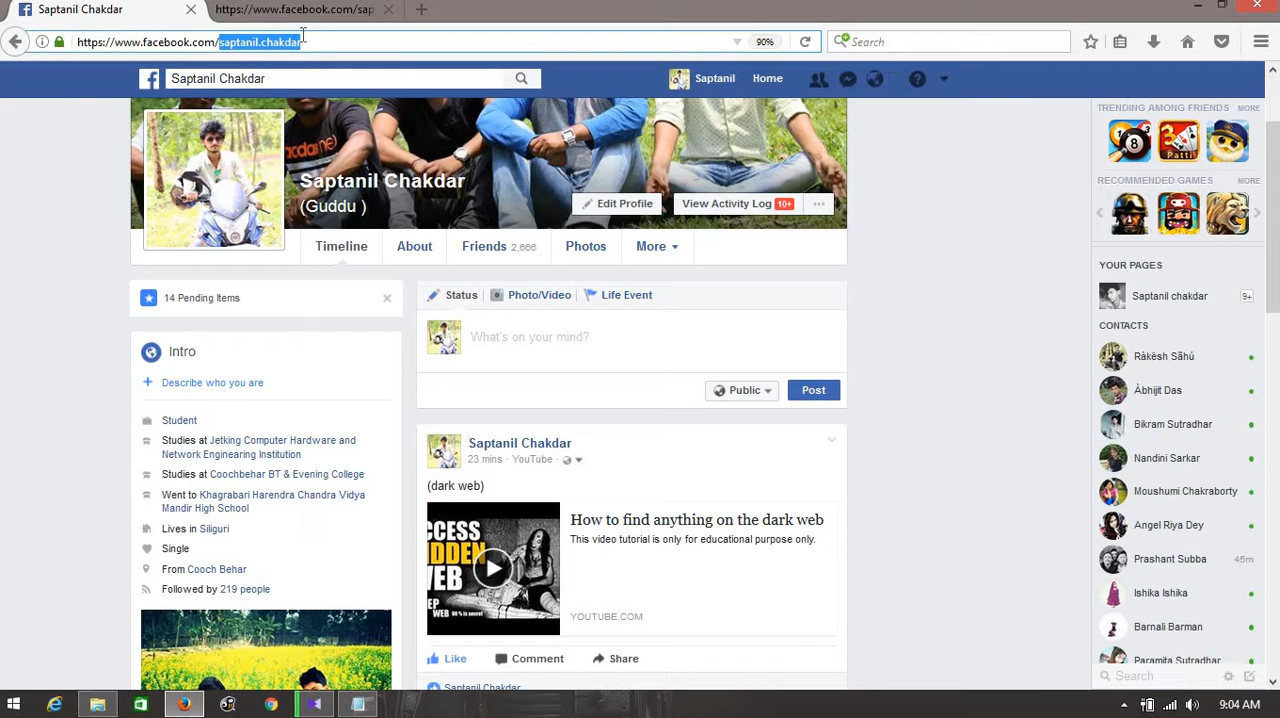 Saptanil Chakdar
https://www.facebook.com/sap
https://www.facebook.com/saptanil.chakdar
90%
Search
Saptanil Chakdar
Saptanil
Home
Saptanil Chakdar
(Guddu )
Edit Profile
View Activity Log 10+
Timeline
About
Friends 2,666
Photos
More
14 Pending Items
Intro
Describe who you are
Student
Studies at Jetking Computer Hardware and
Network Engineering Institution
Studies at Coochbehar BT & Evening College
Went to Khagrabari Harendra Chandra Vidya
Mandir High School
Lives in Siliguri
Single
From Cooch Behar
Followed by 219 people
Status
Photo/Video
Life Event
What's on your mind?
Public
Post
Saptanil Chakdar
23 mins · YouTube ·
(dark web)
CCESS
HIDDEN
WEB
How to find anything on the dark web
This video tutorial is only for educational purpose only.
YOUTUBE.COM
Like
Comment
Share
Saptanil Chakdar
TRENDING AMONG FRIENDS
MORE
8
3
Patti
RECOMMENDED GAMES
MORE
YOUR PAGES
Saptanil chakdar
9+
CONTACTS
Ràkësh Sãhú
Àbhijit Das
Bikram Sutradhar
Nandini Sarkar
Moushumi Chakraborty
Angel Riya Dey
Prashant Subba
45m
Ishika Ishika
Barnali Barman
Paramita Sutradhar
Search
9:04 AM